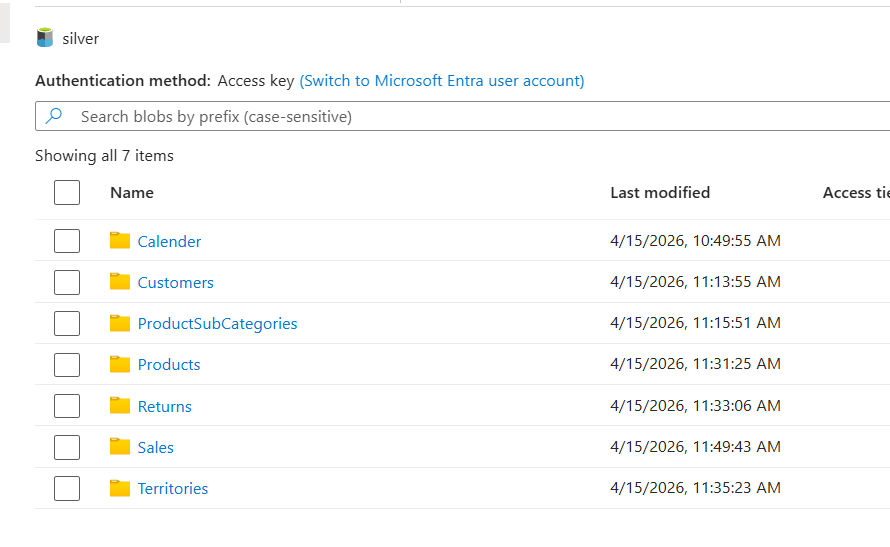 silver
Authentication method: Access key (Switch to Microsoft Entra user account)
Search blobs by prefix (case-sensitive)
Showing all 7 items
Name Last modified Access tie
Calender 4/15/2026, 10:49:55 AM
Customers 4/15/2026, 11:13:55 AM
ProductSubCategories 4/15/2026, 11:15:51 AM
Products 4/15/2026, 11:31:25 AM
Returns 4/15/2026, 11:33:06 AM
Sales 4/15/2026, 11:49:43 AM
Territories 4/15/2026, 11:35:23 AM